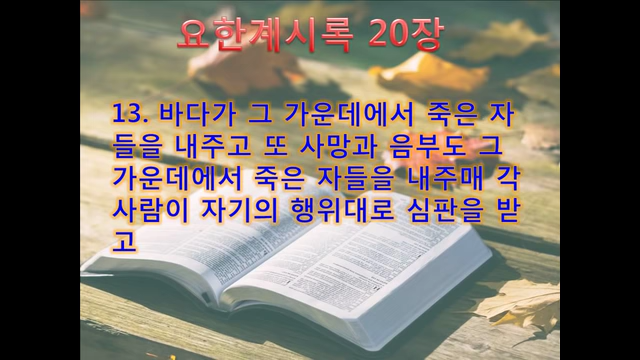 요한계시록 20장
13. 바다가 그 가운데에서 죽은 자
들을 내주고 또 사망과 음부도 그
가운데에서 죽은 자들을 내주매 각
사람이 자기의 행위대로 심판을 받
고